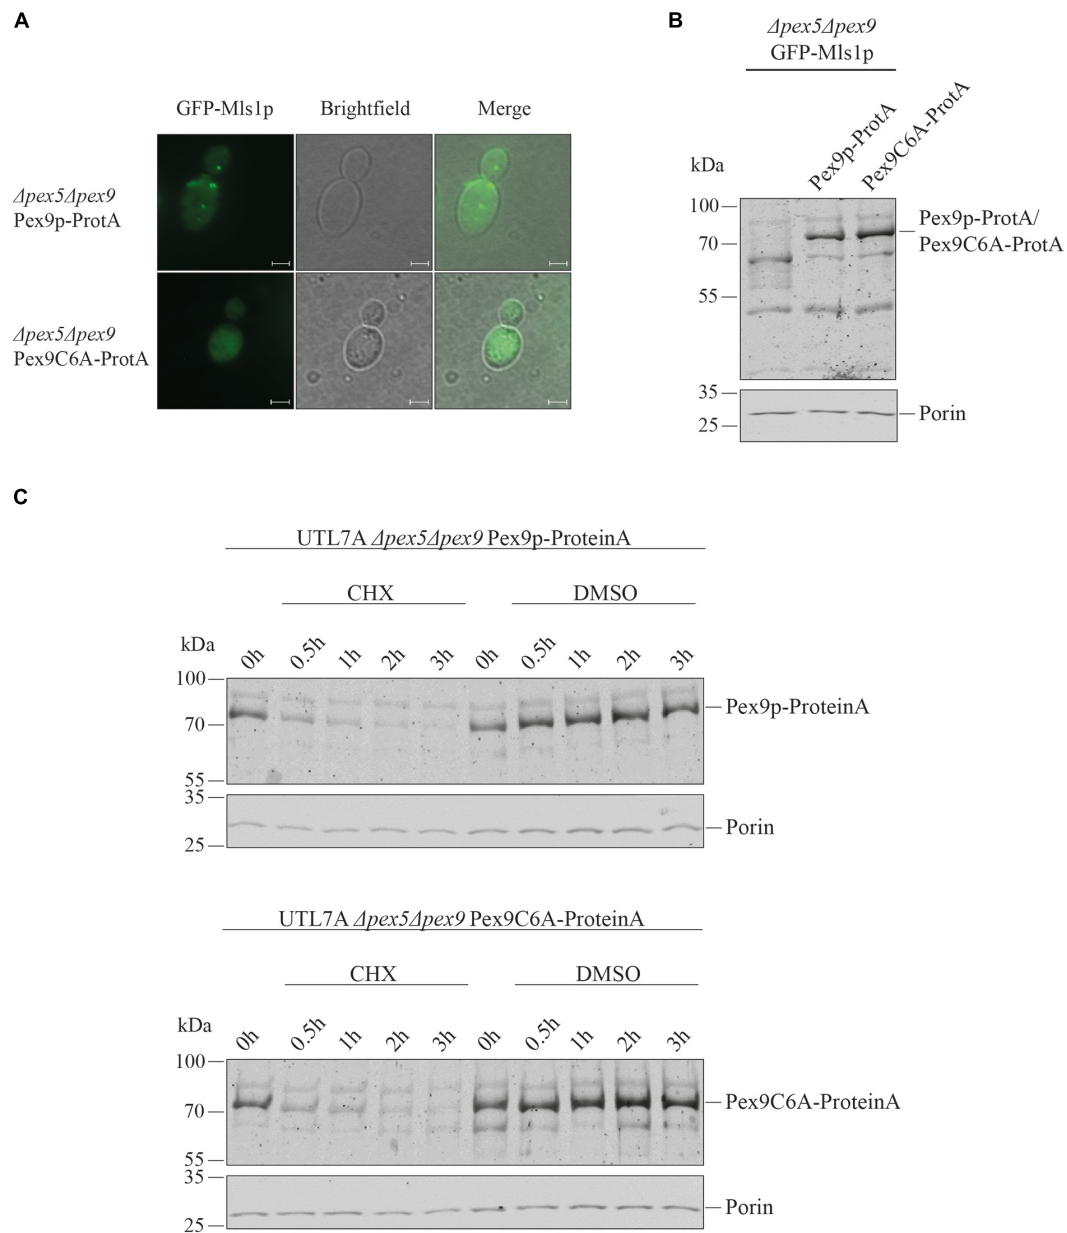 A
GFP-Mls1p Brightfield Merge
Δpex5Δpex9
Pex9p-ProtA
Δpex5Δpex9
Pex9C6A-ProtA
B
Δpex5Δpex9
GFP-Mls1p
kDa
Pex9p-ProtA
Pex9C6A-ProtA
100
70
55
35
25
Pex9p-ProtA/
Pex9C6A-ProtA
Porin
C
UTL7A Δpex5Δpex9 Pex9p-ProteinA
CHX DMSO
kDa
0h 0.5h 1h 2h 3h 0h 0.5h 1h 2h 3h
100
70
55
35
25
Pex9p-ProteinA
Porin
UTL7A Δpex5Δpex9 Pex9C6A-ProteinA
CHX DMSO
kDa
0h 0.5h 1h 2h 3h 0h 0.5h 1h 2h 3h
100
70
55
35
25
Pex9C6A-ProteinA
Porin